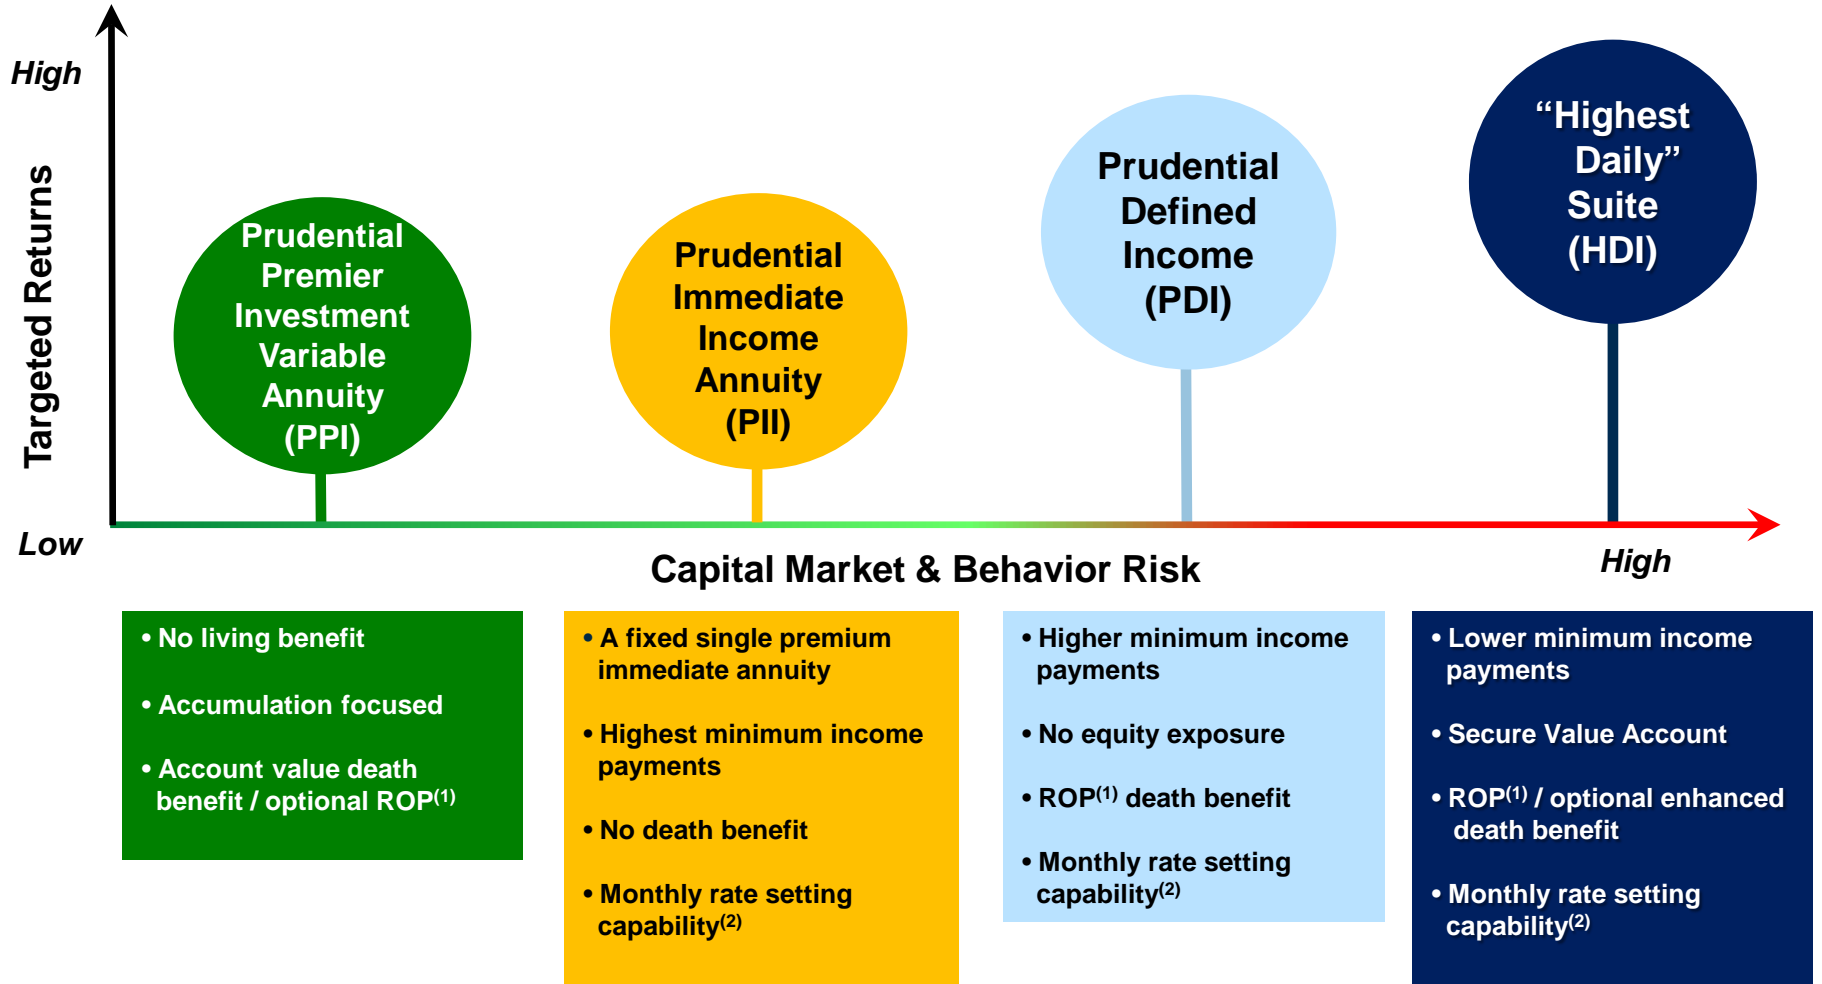 High
Targeted Returns
Low
Prudential
Premier
Investment
Variable
Annuity
(PPI)
Prudential
Immediate
Income
Annuity
(PII)
Prudential
Defined
Income
(PDI)
“Highest
Daily”
Suite
(HDI)
Capital Market & Behavior Risk
High
• No living benefit
• Accumulation focused
• Account value death
benefit / optional ROP(1)
• A fixed single premium
immediate annuity
• Highest minimum income
payments
• No death benefit
• Monthly rate setting
capability(2)
• Higher minimum income
payments
• No equity exposure
• ROP(1) death benefit
• Monthly rate setting
capability(2)
• Lower minimum income
payments
• Secure Value Account
• ROP(1) / optional enhanced
death benefit
• Monthly rate setting
capability(2)